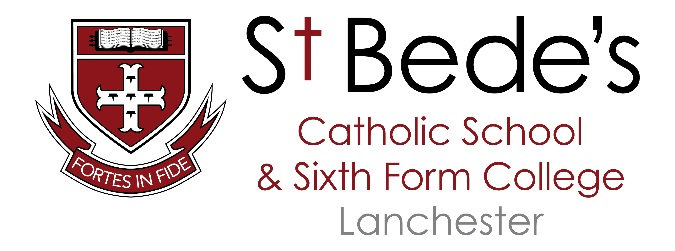 St Bede's
Catholic School
& Sixth Form College
Lanchester
FORTES IN FIDE